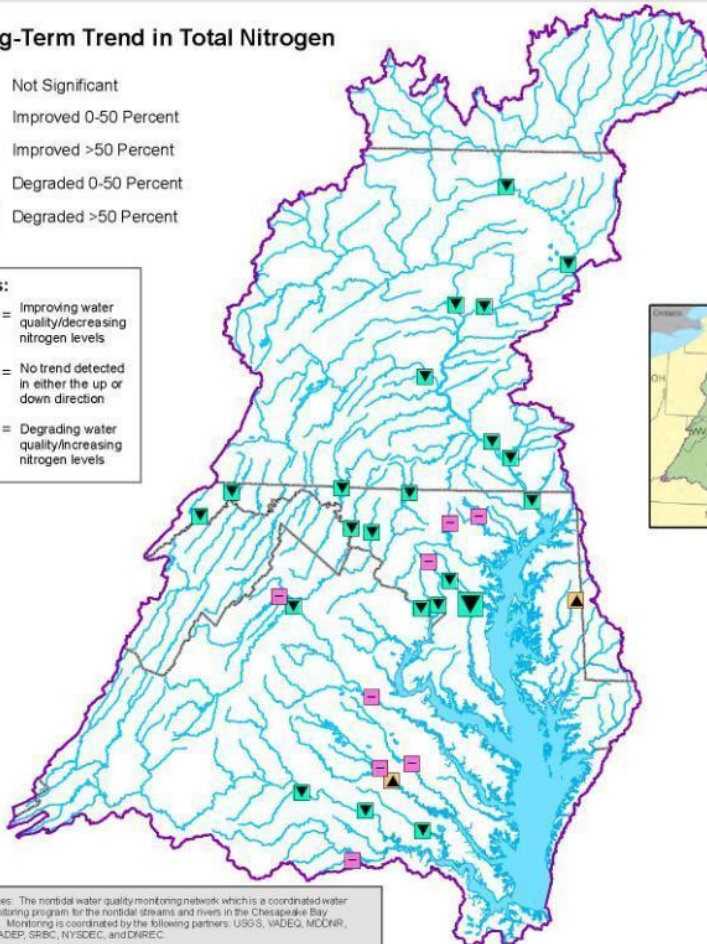 g-Term Trend in Total Nitrogen
Not Significant
Improved 0-50 Percent
Improved >50 Percent
Degraded 0-50 Percent
Degraded >50 Percent
s:
= Improving water
quality/decreasing
nitrogen levels
= No trend detected
in either the up or
down direction
= Degrading water
quality/increasing
nitrogen levels
Ontario
OH
ces: The nontidal water quality monitoring network which is a coordinated water
nitoring program for the nontidal streams and rivers in the Chesapeake Bay
. Monitoring is coordinated by the following partners: USGS, VADEQ, MDDNR,
ADEP, SRBC, NYSDEC, and DNREC.